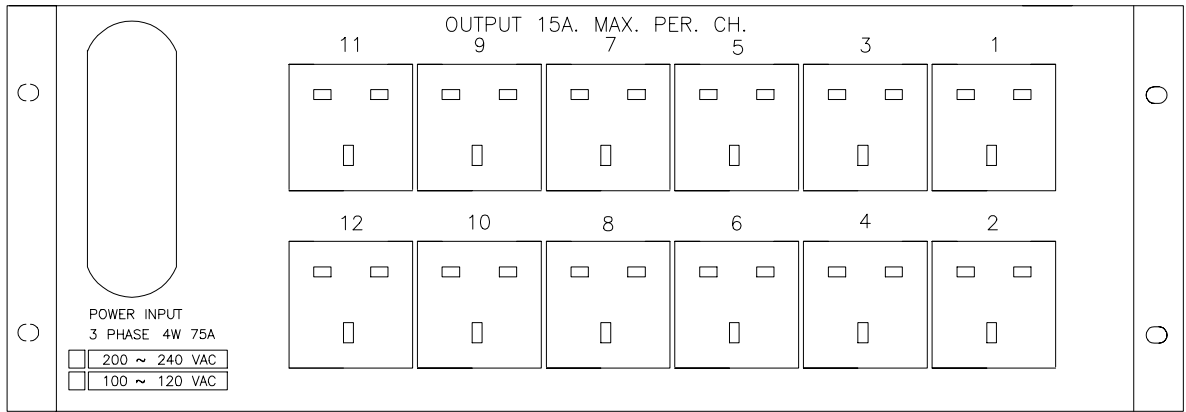 OUTPUT 15A. MAX. PER. CH.
11 9 7 5 3 1
12 10 8 6 4 2
POWER INPUT
3 PHASE 4W 75A
200 ~ 240 VAC
100 ~ 120 VAC